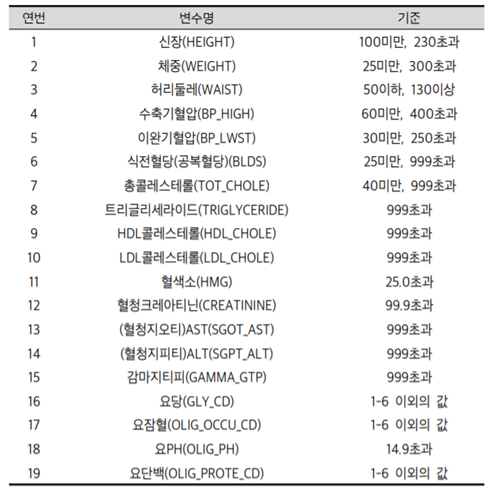 연번 변수명 기준
1 신장(HEIGHT) 100미만, 230초과
2 체중(WEIGHT) 25미만, 300초과
3 허리둘레(WAIST) 50이하, 130이상
4 수축기혈압(BP_HIGH) 60미만, 400초과
5 이완기혈압(BP_LWST) 30미만, 250초과
6 식전혈당(공복혈당)(BLDS) 25미만, 999초과
7 총콜레스테롤(TOT_CHOLE) 40미만, 999초과
8 트리글리세라이드(TRIGLYCERIDE) 999초과
9 HDL콜레스테롤(HDL_CHOLE) 999초과
10 LDL콜레스테롤(LDL_CHOLE) 999초과
11 혈색소(HMG) 25.0초과
12 혈청크레아티닌(CREATININE) 99.9초과
13 (혈청지오티)AST(SGOT_AST) 999초과
14 (혈청지피티)ALT(SGPT_ALT) 999초과
15 감마지티피(GAMMA_GTP) 999초과
16 요당(GLY_CD) 1-6 이외의 값
17 요잠혈(OLIG_OCCU_CD) 1-6 이외의 값
18 요PH(OLIG_PH) 14.9초과
19 요단백(OLIG_PROTE_CD) 1-6 이외의 값